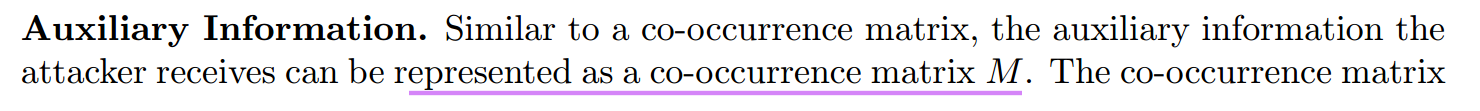 Auxiliary Information. Similar to a co-occurrence matrix, the auxiliary information the
attacker receives can be represented as a co-occurrence matrix M. The co-occurrence matrix